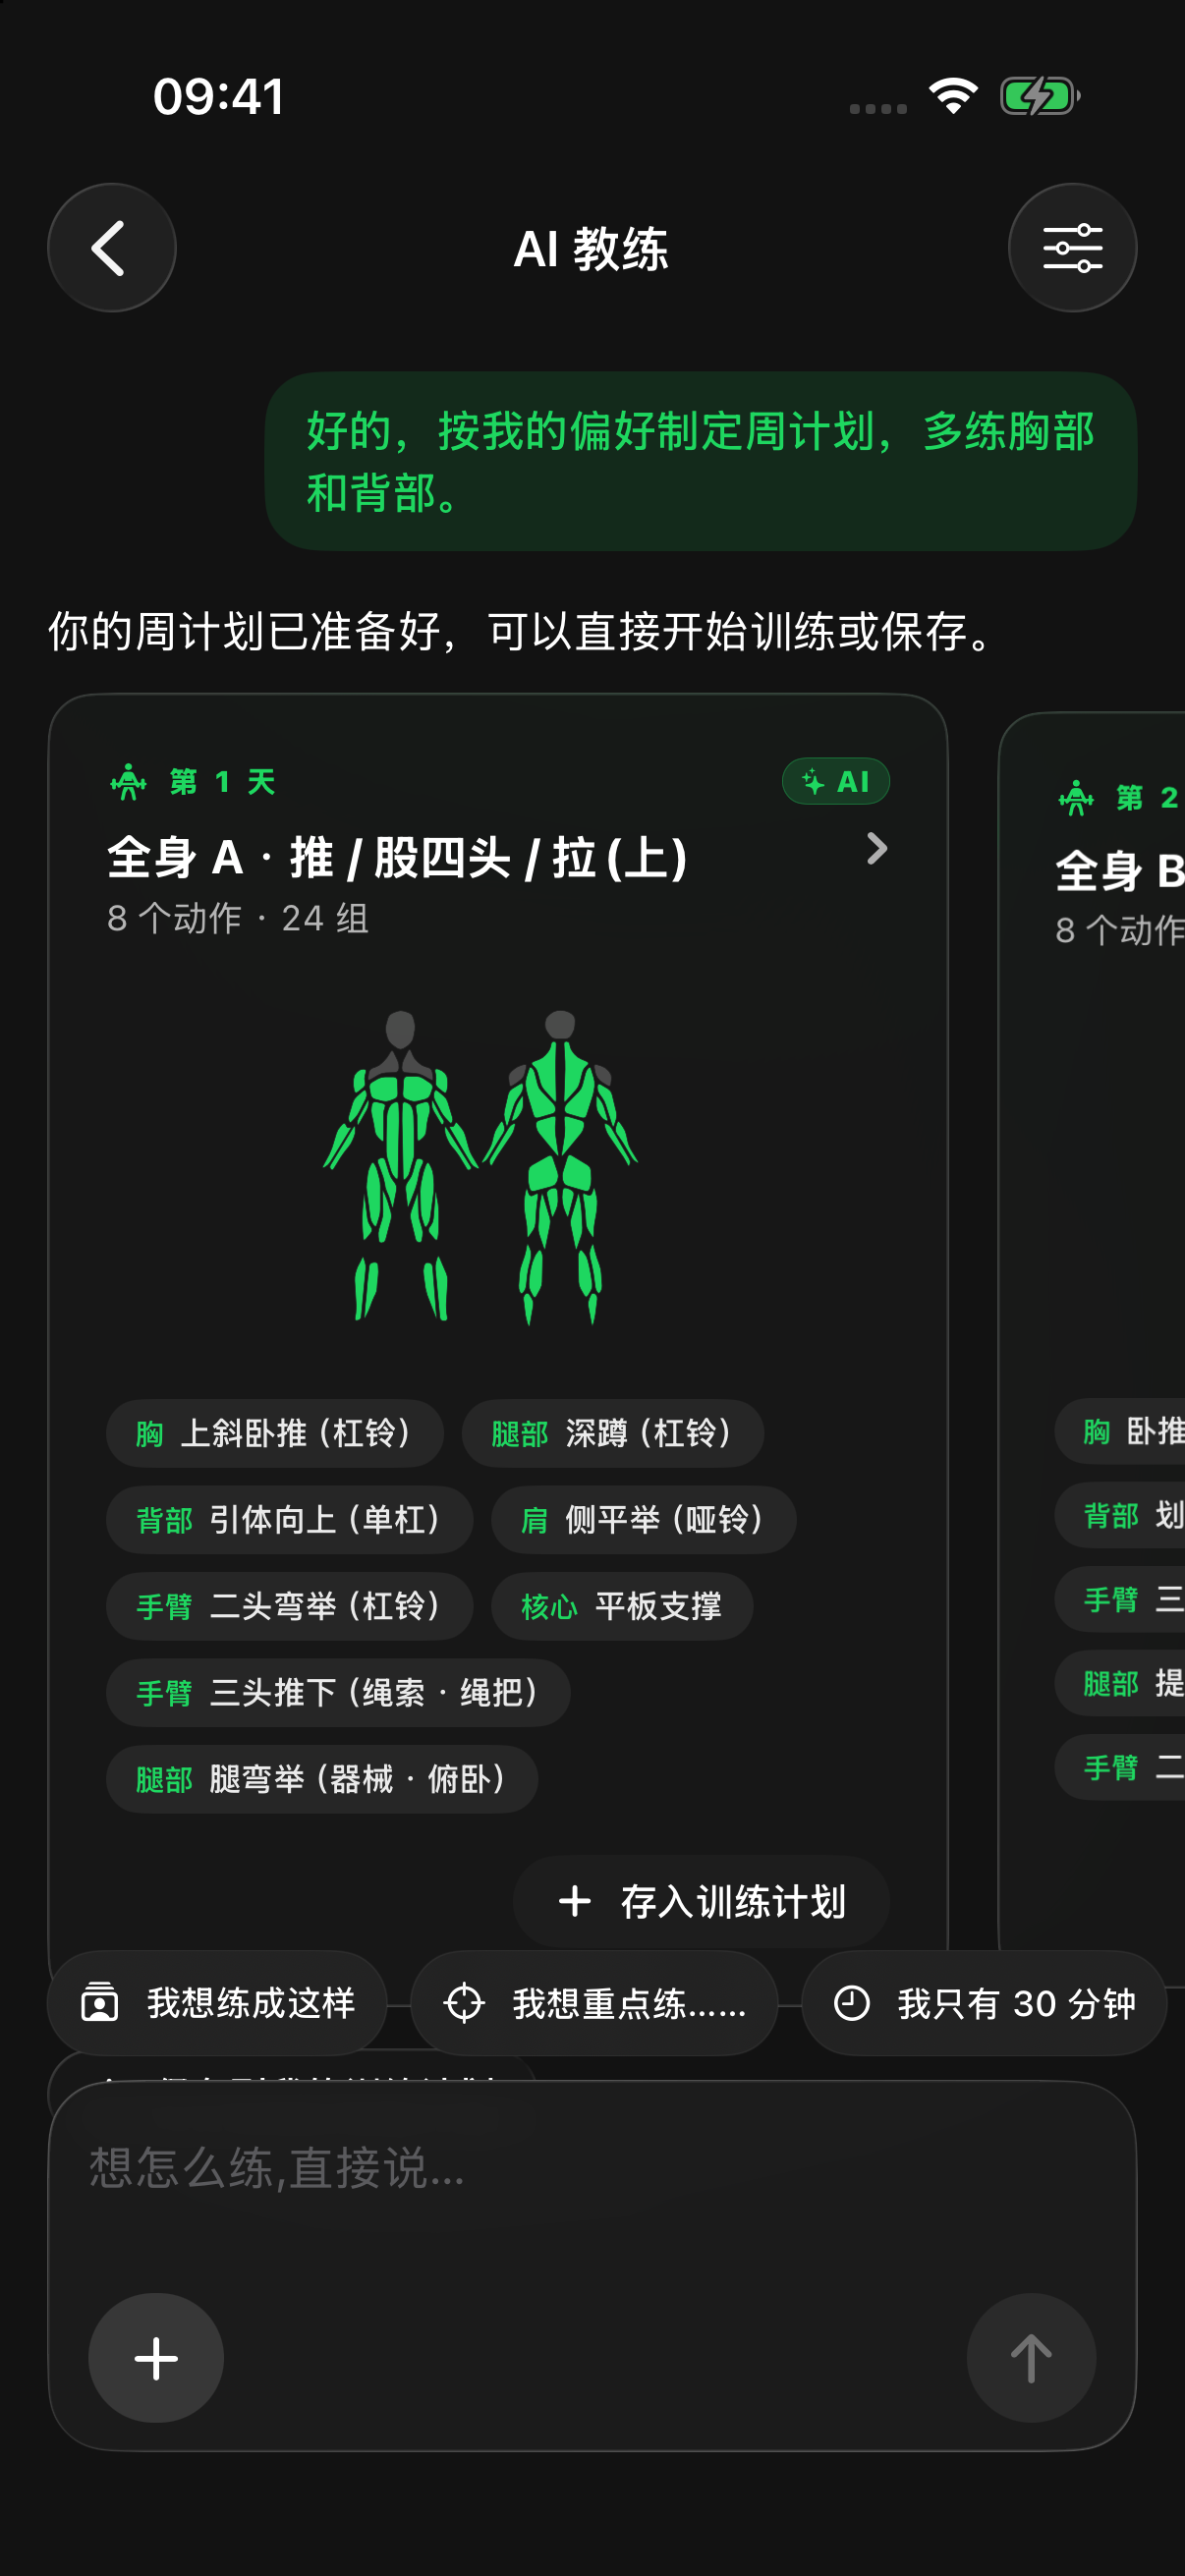 09:41
AI 教练
好的，按我的偏好制定周计划，多练胸部
和背部。
你的周计划已准备好，可以直接开始训练或保存。
第 1 天
AI
全身 A · 推 / 股四头 / 拉 (上)
8 个动作 · 24 组
胸 上斜卧推 (杠铃)
腿部 深蹲 (杠铃)
背部 引体向上 (单杠)
肩 侧平举 (哑铃)
手臂 二头弯举 (杠铃)
核心 平板支撑
手臂 三头推下 (绳索 · 绳把)
腿部 腿弯举 (器械 · 俯卧)
存入训练计划
第 2
全身 B
8 个动作
胸 卧推
背部 划
手臂 三
腿部 提
手臂 二
我想练成这样
我想重点练……
我只有 30 分钟
想怎么练,直接说...